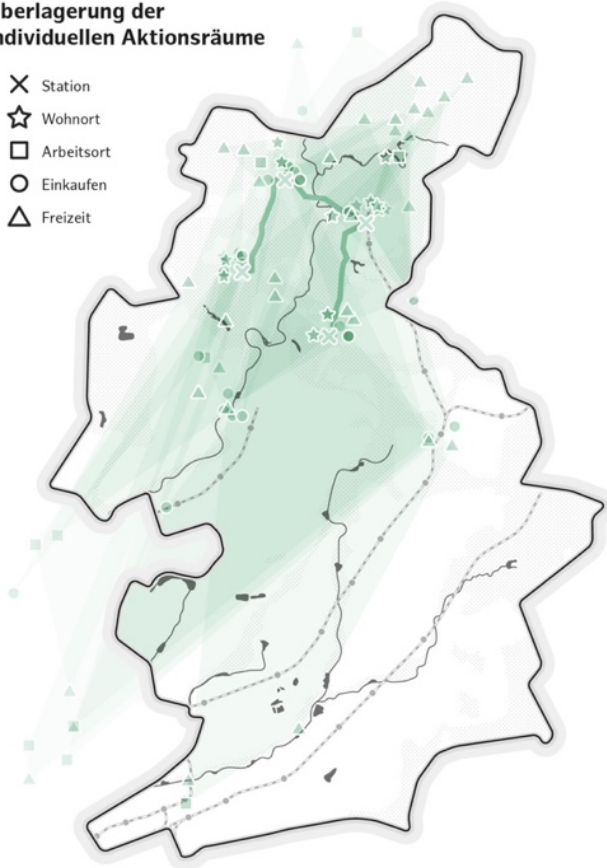 berlagerung der
ndividuellen Aktionsräume
Station
Wohnort
Arbeitsort
Einkaufen
Freizeit